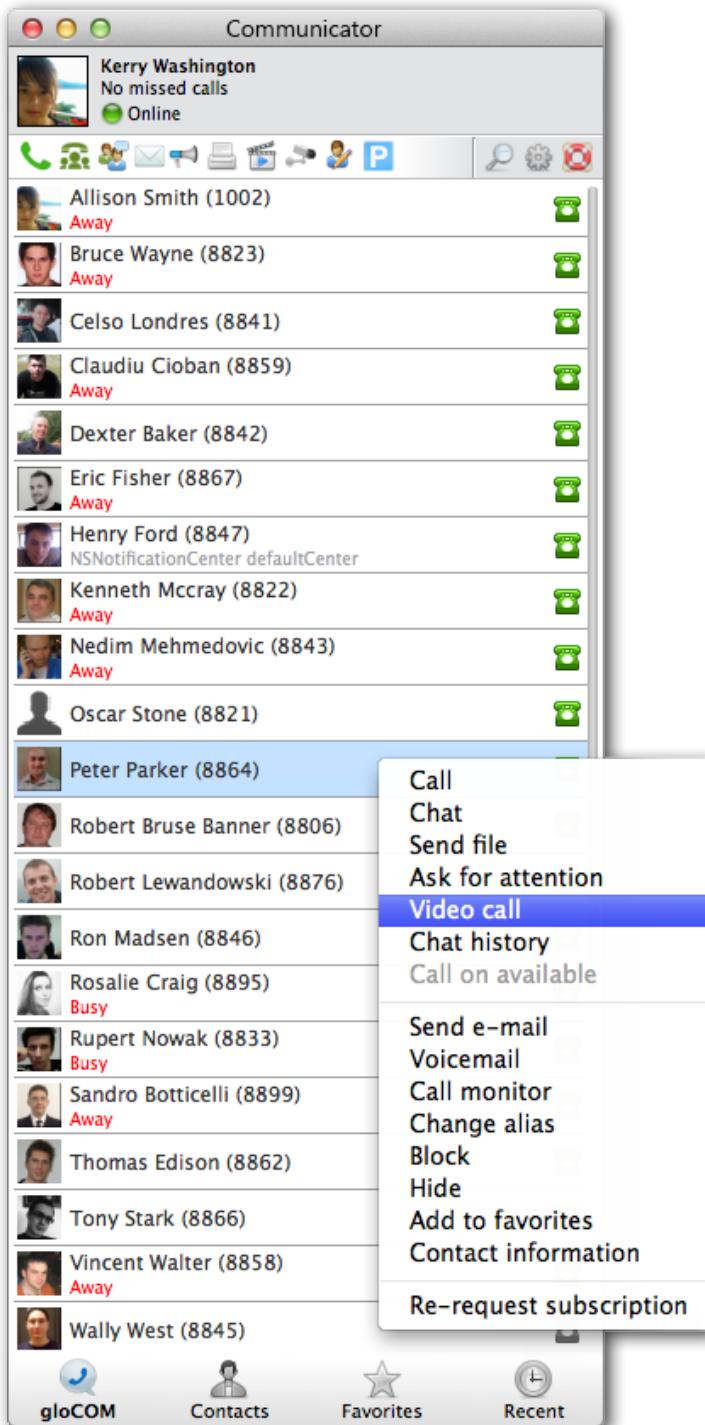 Communicator
Kerry Washington
No missed calls
Online
P
Allison Smith (1002)
Away
Bruce Wayne (8823)
Away
Celso Londres (8841)
Claudiu Cioban (8859)
Away
Dexter Baker (8842)
Eric Fisher (8867)
Away
Henry Ford (8847)
NSNotificationCenter defaultCenter
Kenneth Mccray (8822)
Away
Nedim Mehmedovic (8843)
Away
Oscar Stone (8821)
Peter Parker (8864)
Robert Bruse Banner (8806)
Robert Lewandowski (8876)
Ron Madsen (8846)
Rosalie Craig (8895)
Busy
Rupert Nowak (8833)
Busy
Sandro Botticelli (8899)
Away
Thomas Edison (8862)
Tony Stark (8866)
Vincent Walter (8858)
Away
Wally West (8845)
Call
Chat
Send file
Ask for attention
Video call
Chat history
Call on available
Send e-mail
Voicemail
Call monitor
Change alias
Block
Hide
Add to favorites
Contact information
Re-request subscription
gloCOM Contacts Favorites Recent